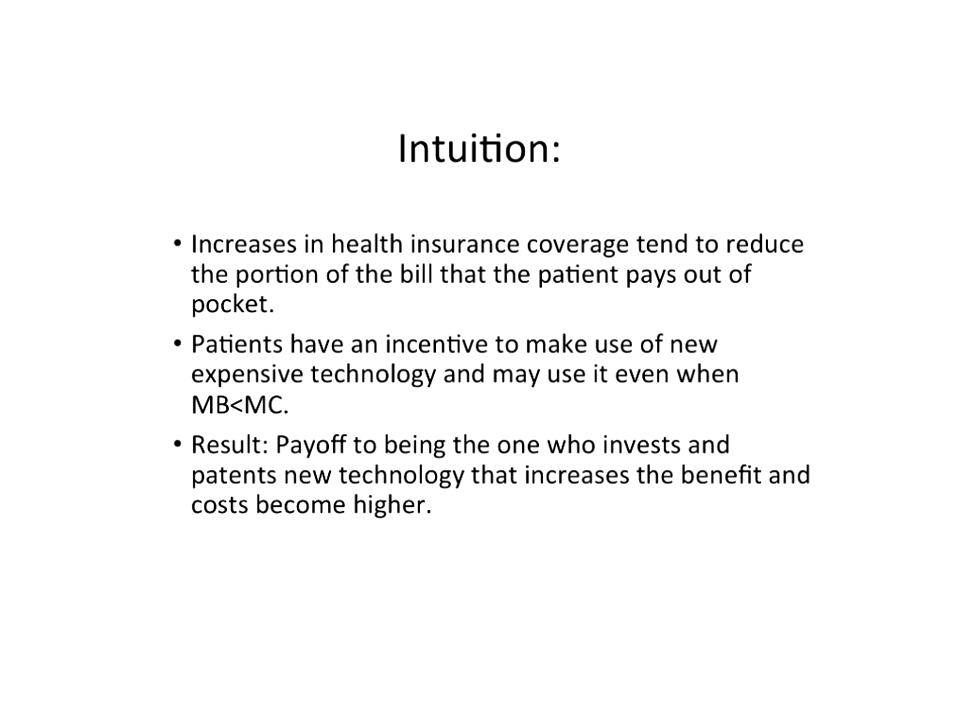 Intuition:
• Increases in health insurance coverage tend to reduce
the portion of the bill that the patient pays out of
pocket.
• Patients have an incentive to make use of new
expensive technology and may use it even when
MB<MC.
• Result: Payoff to being the one who invests and
patents new technology that increases the benefit and
costs become higher.